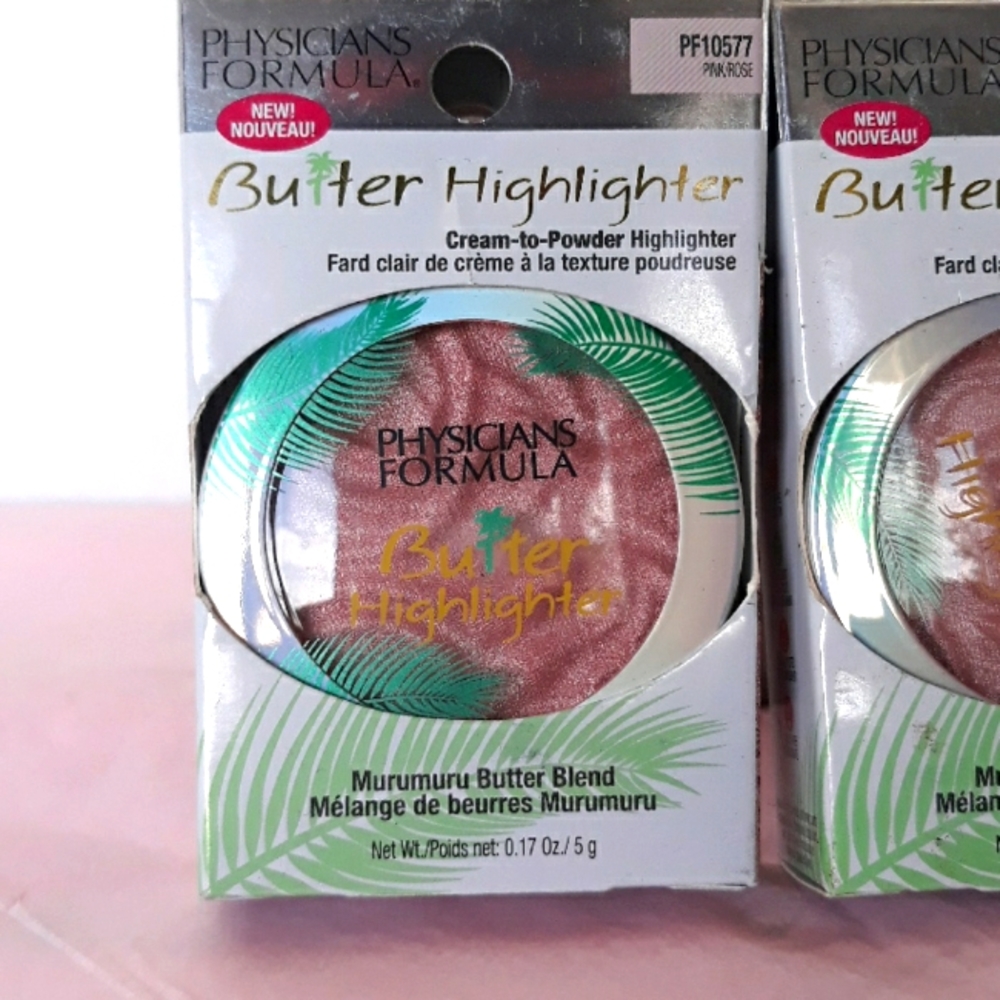 PHYSICIANS
FORMULA®
PF10577
PINK/ROSE
NEW!
NOUVEAU!
Butter Highlighter
Cream-to-Powder Highlighter
Fard clair de crème à la texture poudreuse
PHYSICIANS
FORMULA
Butter
Highlighter
Murumuru Butter Blend
Mélange de beurres Murumuru
Net Wt./Poids net: 0.17 Oz./ 5 g
PHYSICIANS
FORMULA
NEW!
NOUVEAU!
Butter
Fard